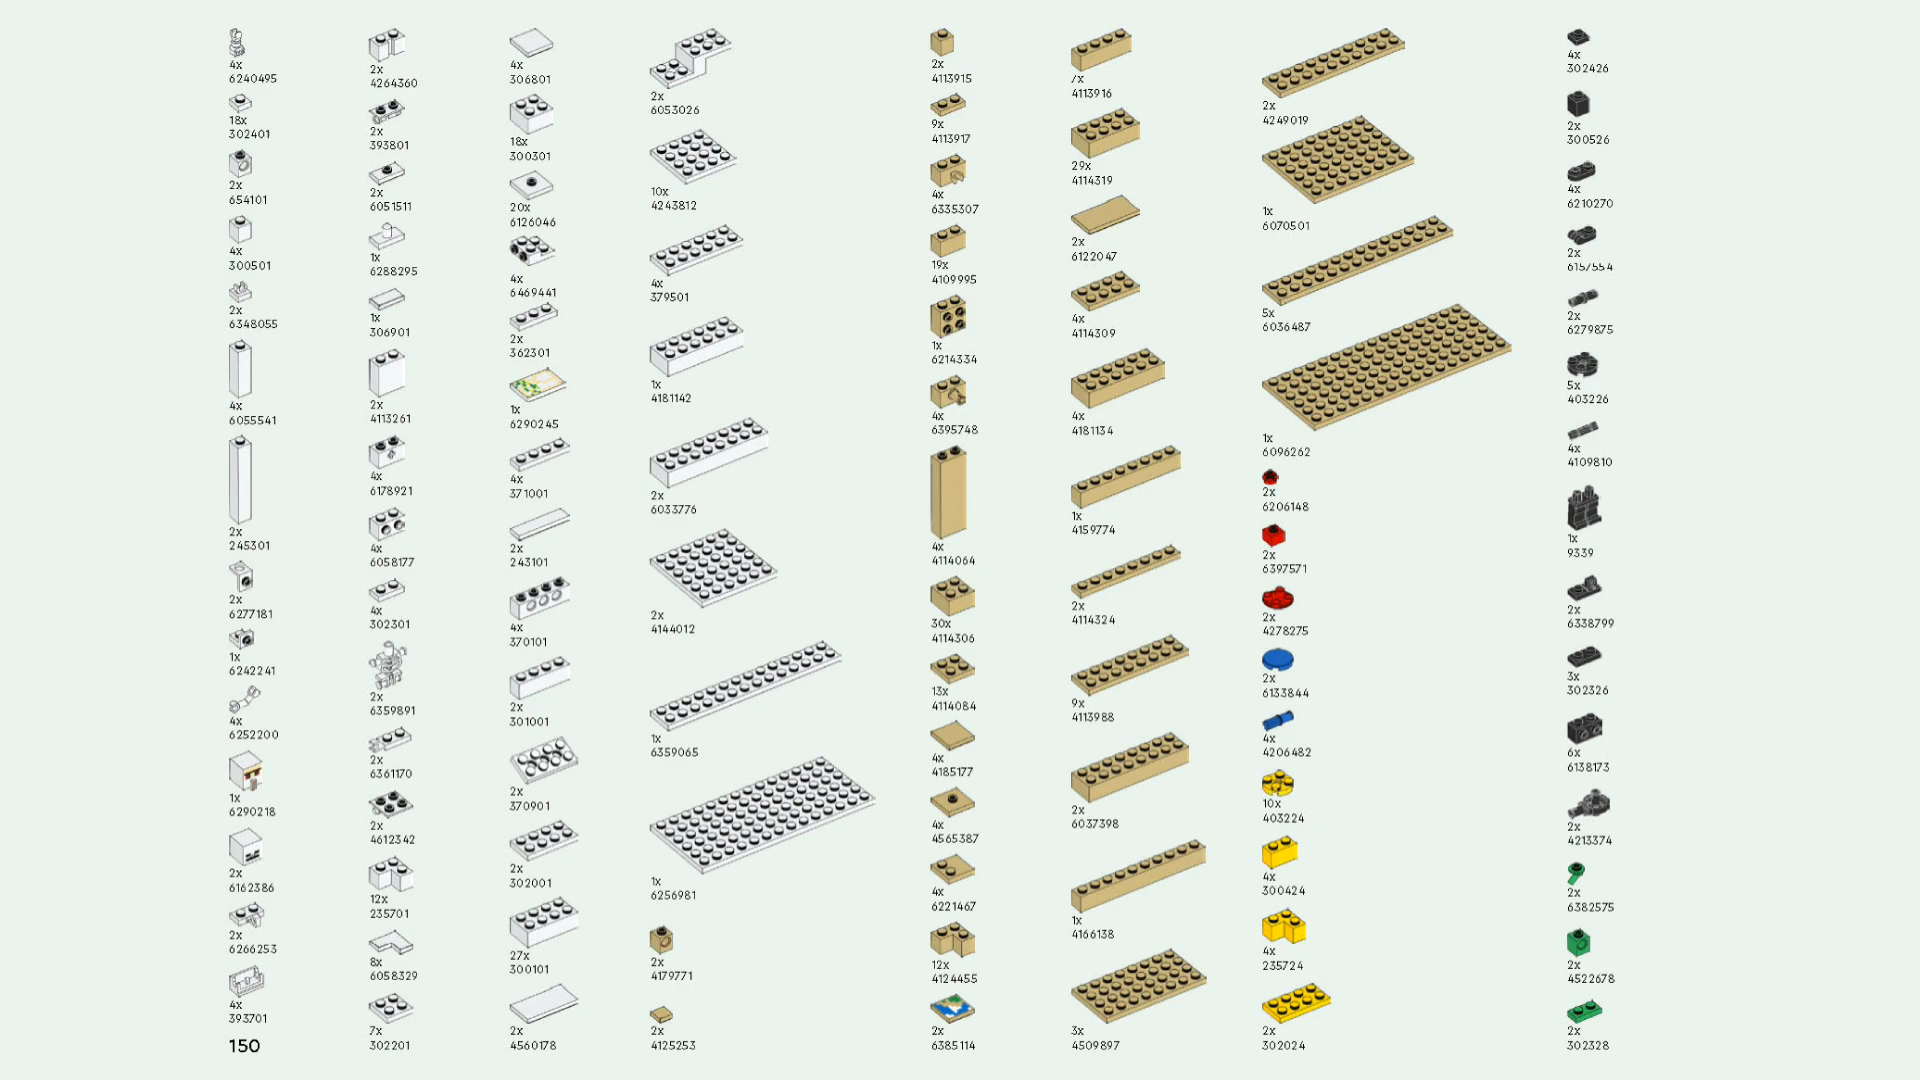 4x
6240495
18x
302401
2x
654101
4x
300501
2x
6348055
4x
6055541
2x
245301
2x
6277181
1x
6242241
4x
6252200
1x
6290218
2x
6162386
2x
6266253
4x
393701
150
2x
4264360
2x
393801
2x
6051511
1x
6288295
1x
306901
2x
4113261
4x
6178921
4x
6058177
4x
302301
2x
6359891
2x
6361170
2x
4612342
12x
235701
8x
6058329
7x
302201
4x
306801
18x
300301
20x
6126046
4x
6469441
2x
362301
1x
6290245
4x
371001
2x
243101
4x
370101
2x
301001
2x
370901
2x
302001
27x
300101
2x
4560178
2x
6053026
10x
4243812
4x
379501
1x
4181142
2x
6033776
2x
4144012
1x
6359065
1x
6256981
2x
4179771
2x
4125253
2x
4113915
9x
4113917
4x
6335307
19x
4109995
1x
6214334
4x
6395748
4x
4114064
30x
4114306
13x
4114084
4x
4185177
4x
4565387
4x
6221467
12x
4124455
2x
6385114
7x
4113916
29x
4114319
2x
6122047
4x
4114309
4x
4181134
1x
4159774
2x
4114324
9x
4113988
2x
6037398
1x
4166138
3x
4509897
2x
4249019
1x
6070501
5x
6036487
1x
6096262
2x
6206148
2x
6397571
2x
4278275
2x
6133844
4x
4206482
10x
403224
4x
300424
4x
235724
2x
302024
4x
302426
2x
300526
4x
6210270
2x
6157554
2x
6279875
5x
403226
4x
4109810
1x
9339
2x
6338799
3x
302326
6x
6138173
2x
4213374
2x
6382575
2x
4522678
2x
302328